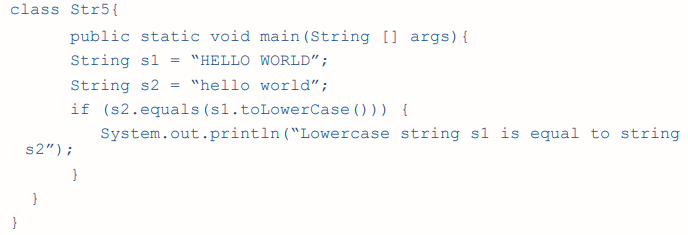 class Str5{
public static void main(String [] args){
String s1 = “HELLO WORLD”;
String s2 = “hello world”;
if (s2.equals(s1.toLowerCase())) {
System.out.println(“Lowercase string s1 is equal to string
s2”);
}
}
}